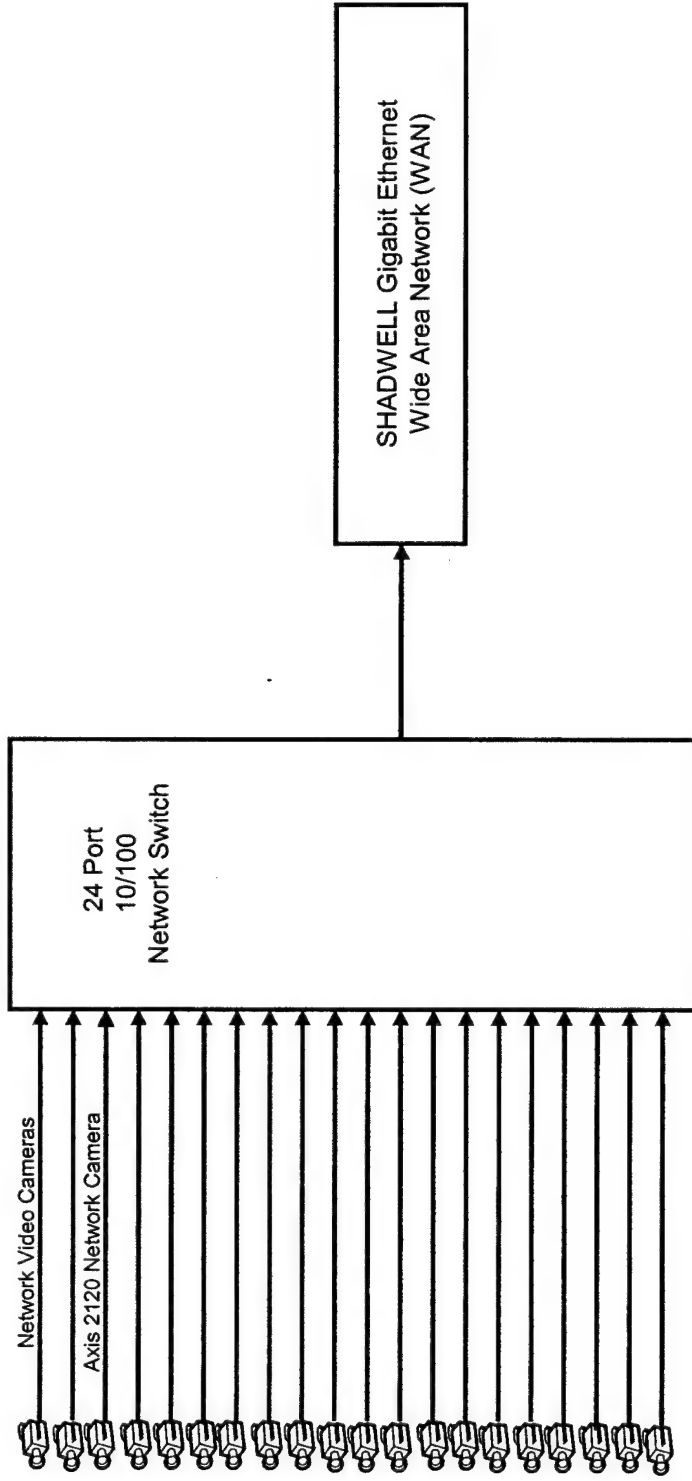 Network Video Cameras
Axis 2120 Network Camera
24 Port
10/100
Network Switch
SHADWELL Gigabit Ethernet
Wide Area Network (WAN)